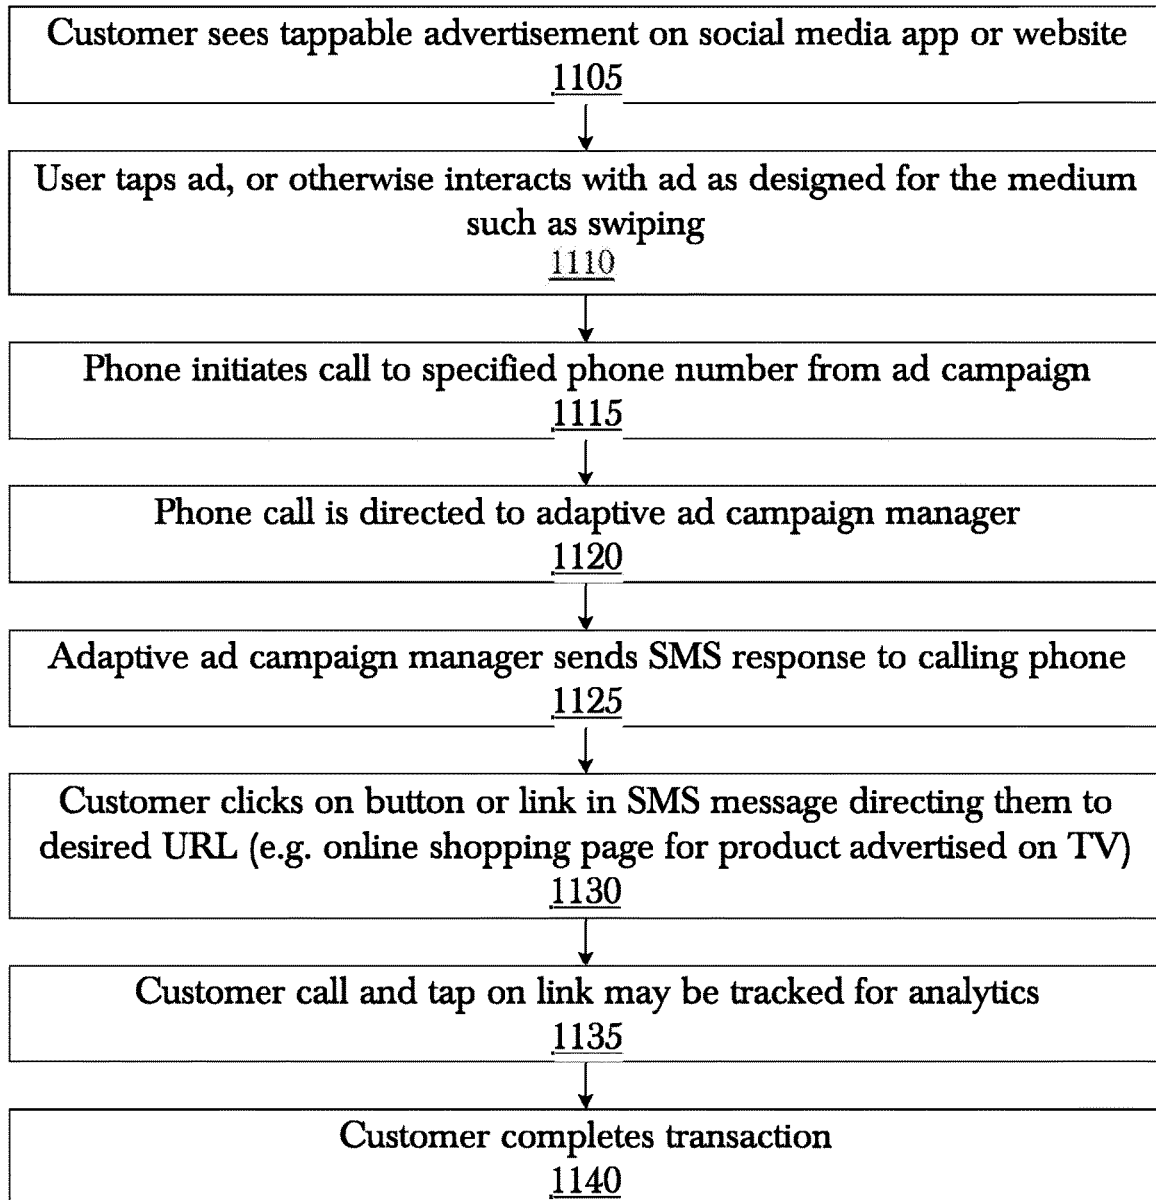 Customer sees tappable advertisement on social media app or website
1105
User taps ad, or otherwise interacts with ad as designed for the medium
such as swiping
1110
Phone initiates call to specified phone number from ad campaign
1115
Phone call is directed to adaptive ad campaign manager
1120
Adaptive ad campaign manager sends SMS response to calling phone
1125
Customer clicks on button or link in SMS message directing them to
desired URL (e.g. online shopping page for product advertised on TV)
1130
Customer call and tap on link may be tracked for analytics
1135
Customer completes transaction
1140